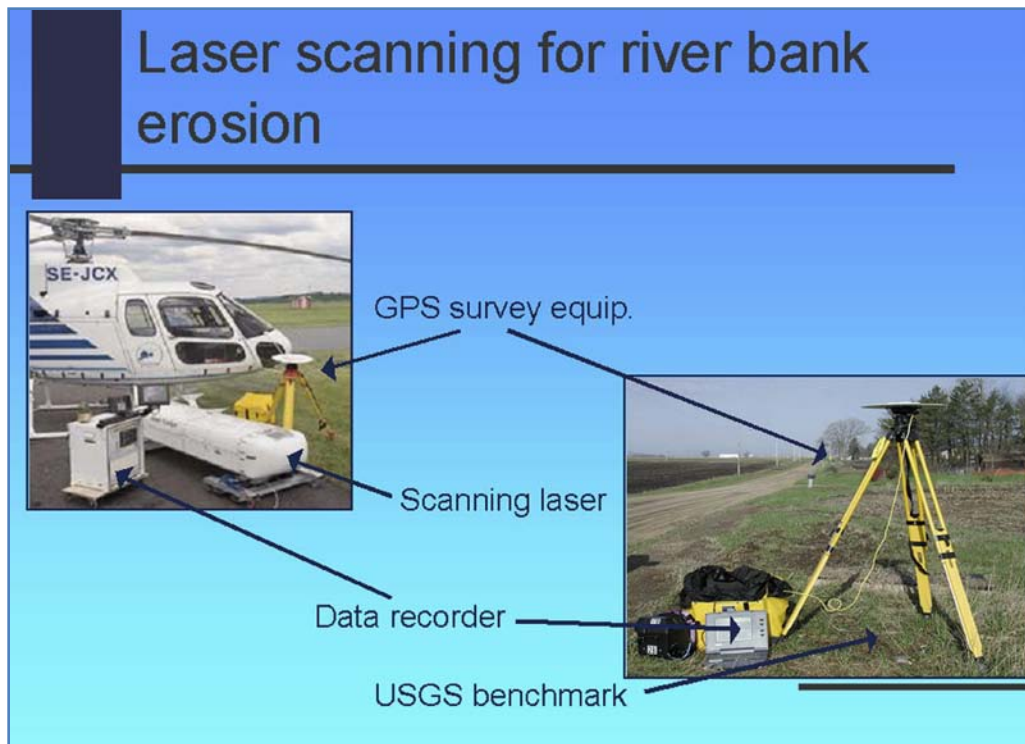 Laser scanning for river bank
erosion
SE-JCX
GPS survey equip.
Scanning laser
Data recorder
USGS benchmark